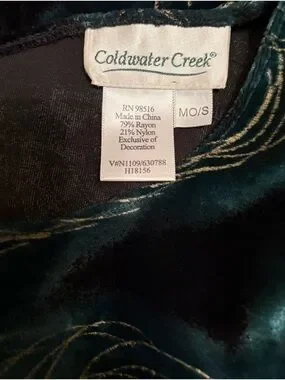 Coldwater Creek®
RN 98516
Made in China
79% Rayon
21% Nylon
Exclusive of
Decoration
V#N1109/630788
H18156
MO/S